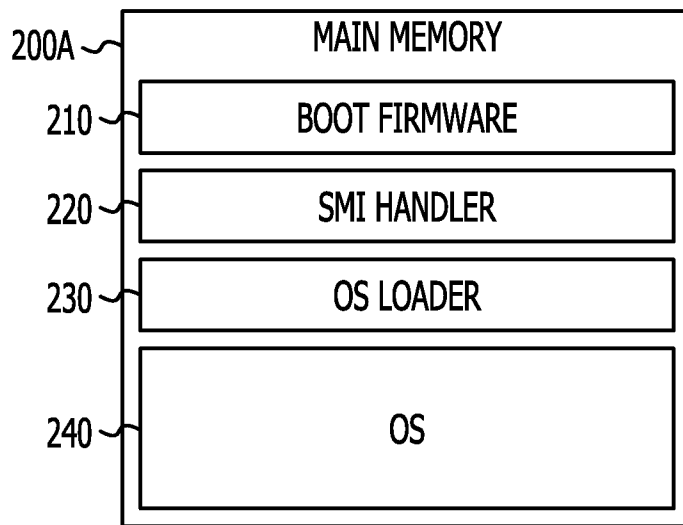 200A
MAIN MEMORY
210
BOOT FIRMWARE
220
SMI HANDLER
230
OS LOADER
240
OS